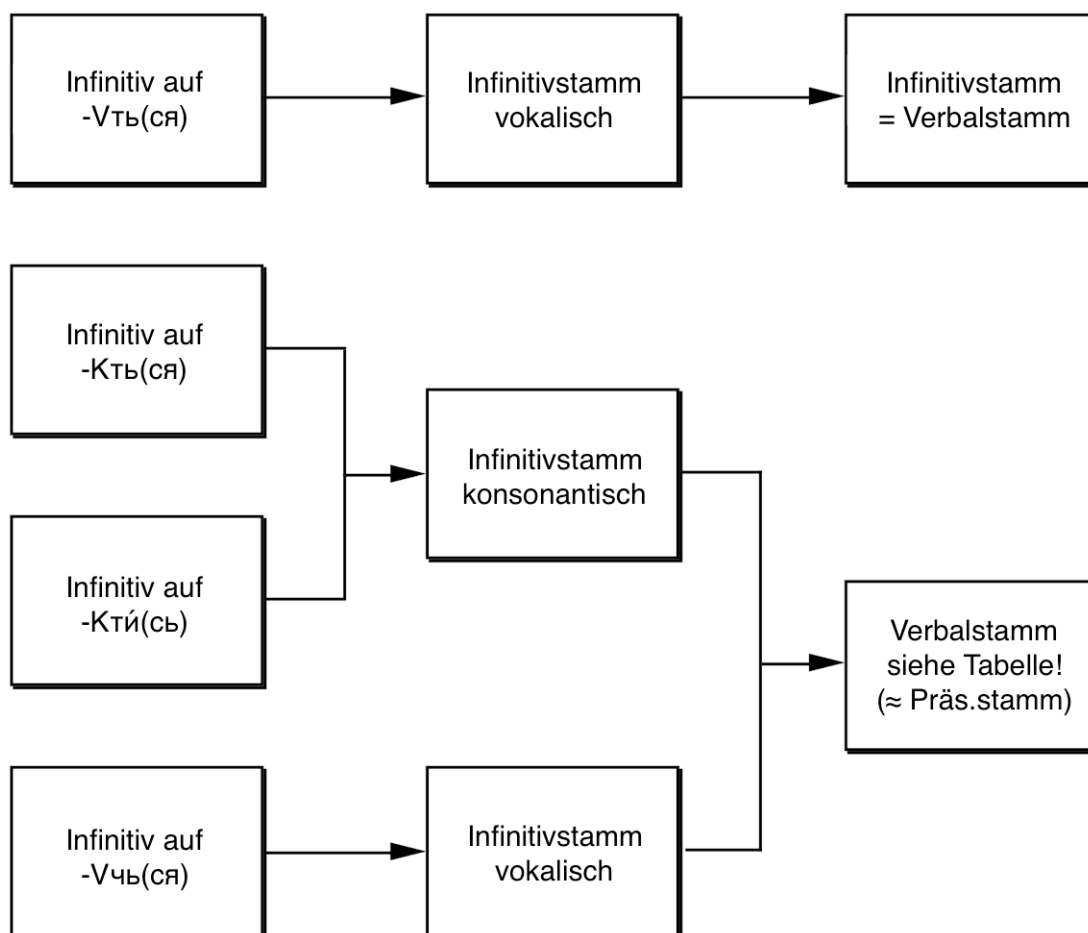 Infinitiv auf
-Vть(ся)
Infinitivstamm
vokalisch
Infinitivstamm
= Verbalstamm
Infinitiv auf
-Kть(ся)
Infinitivstamm
konsonantisch
Infinitiv auf
-Kти́(сь)
Verbalstamm
siehe Tabelle!
(≈ Präs.stamm)
Infinitiv auf
-Vчь(ся)
Infinitivstamm
vokalisch